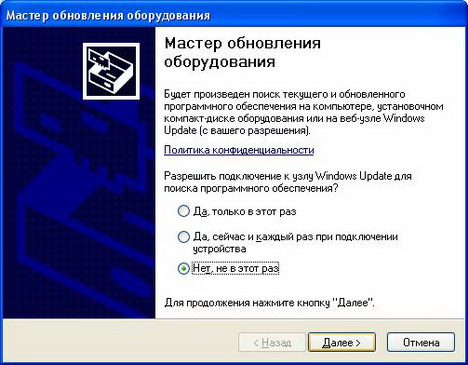 Мастер обновления оборудования
Мастер обновления
оборудования
Будет произведен поиск текущего и обновленного
программного обеспечения на компьютере, установочном
компакт-диске оборудования или на веб-узле Windows
Update (с вашего разрешения).
Политика конфиденциальности
Разрешить подключение к узлу Windows Update для
поиска программного обеспечения?
Да, только в этот раз
Да, сейчас и каждый раз при подключении
устройства
Нет, не в этот раз
Для продолжения нажмите кнопку "Далее".
< Назад
Далее >
Отмена